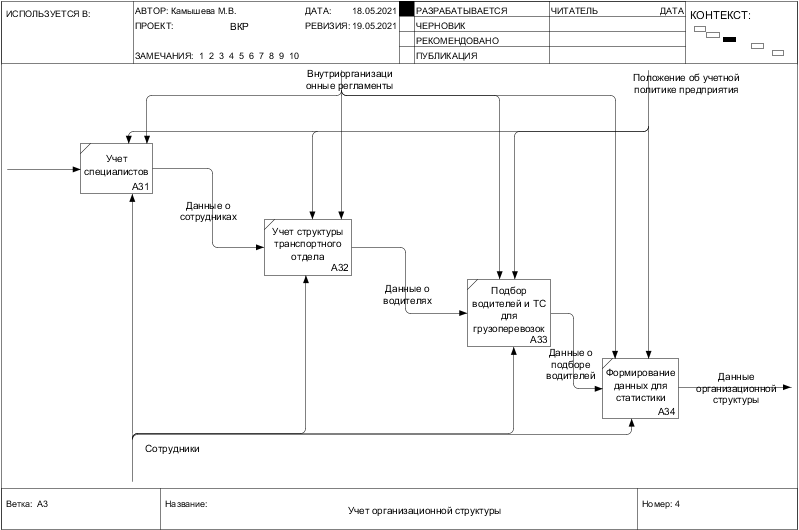 ИСПОЛЬЗУЕТСЯ В:
АВТОР: Камышева М.В.
ДАТА: 18.05.2021
РАЗРАБАТЫВАЕТСЯ
ЧИТАТЕЛЬ
ДАТА
КОНТЕКСТ:
ПРОЕКТ: ВКР
РЕВИЗИЯ: 19.05.2021
ЧЕРНОВИК
РЕКОМЕНДОВАНО
ЗАМЕЧАНИЯ: 1 2 3 4 5 6 7 8 9 10
ПУБЛИКАЦИЯ
Внутриорганизаци
онные регламенты
Положение об учетной
политике предприятия
Учет
специалистов
A31
Данные о
сотрудниках
Учет структуры
транспортного
отдела
A32
Данные о
водителях
Подбор
водителей и ТС
для
грузоперевозок
A33
Данные о
подборе
водителей
Формирование
данных для
статистики
A34
Данные
организационной
структуры
Сотрудники
Ветка: A3
Название:
Учет организационной структуры
Номер: 4